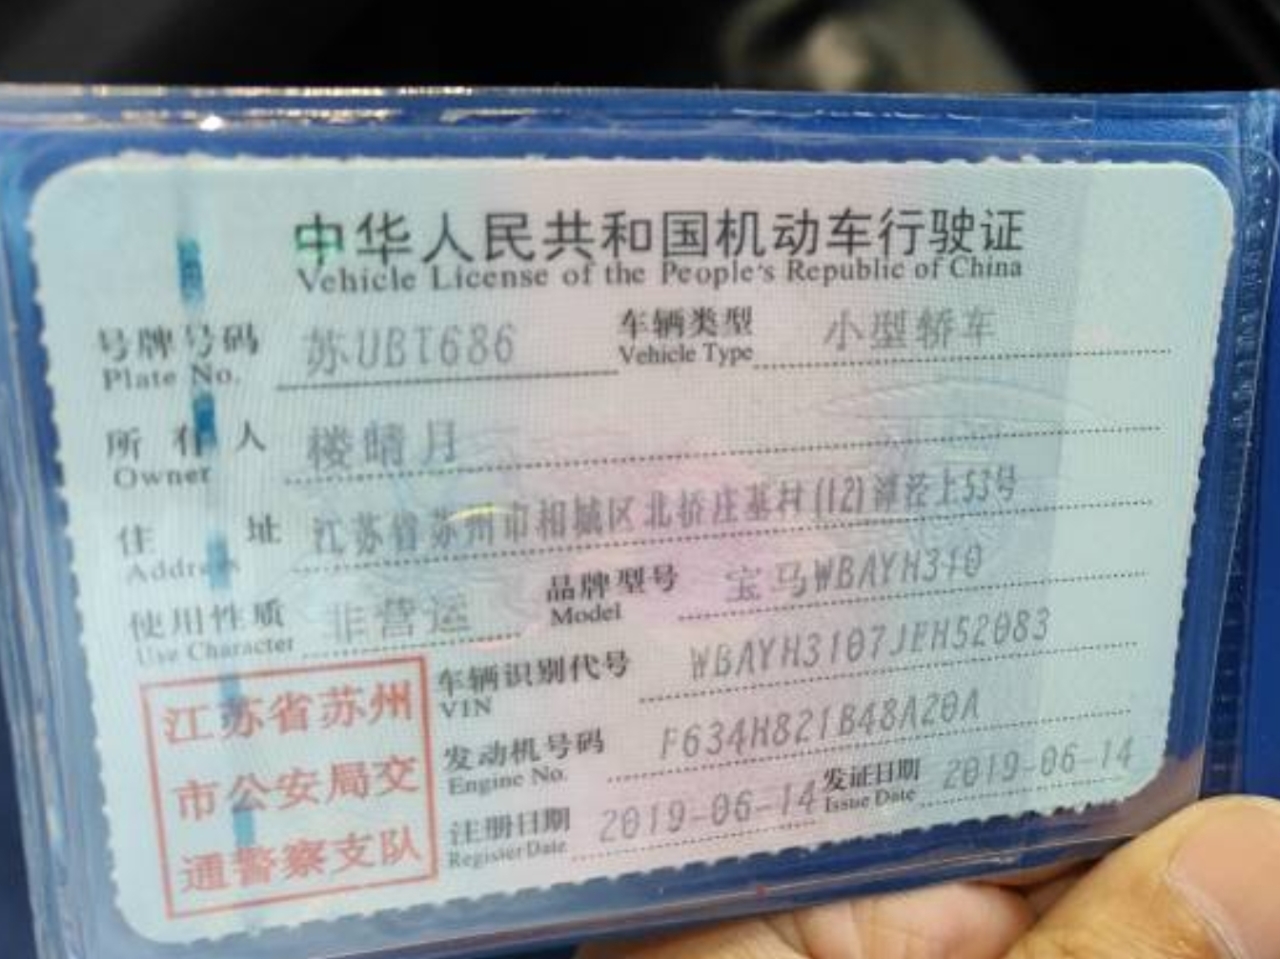 中华人民共和国机动车行驶证
Vehicle License of the People's Republic of China
号牌号码 苏UBT686 车辆类型 小型轿车
Plate No. Vehicle Type
所有人 楼晴月
Owner
住址 江苏省苏州市相城区北桥庄基村(12)漕泾上53号
Address
使用性质 非营运 品牌型号 宝马WBAYH310
Use Character Model
车辆识别代号 WBAYH3107JEH52083
VIN
发动机号码 F634H821B48A20A
Engine No.
注册日期 2019-06-14 发证日期 2019-06-14
Register Date Issue Date
江苏省苏州
市公安局交
通警察支队